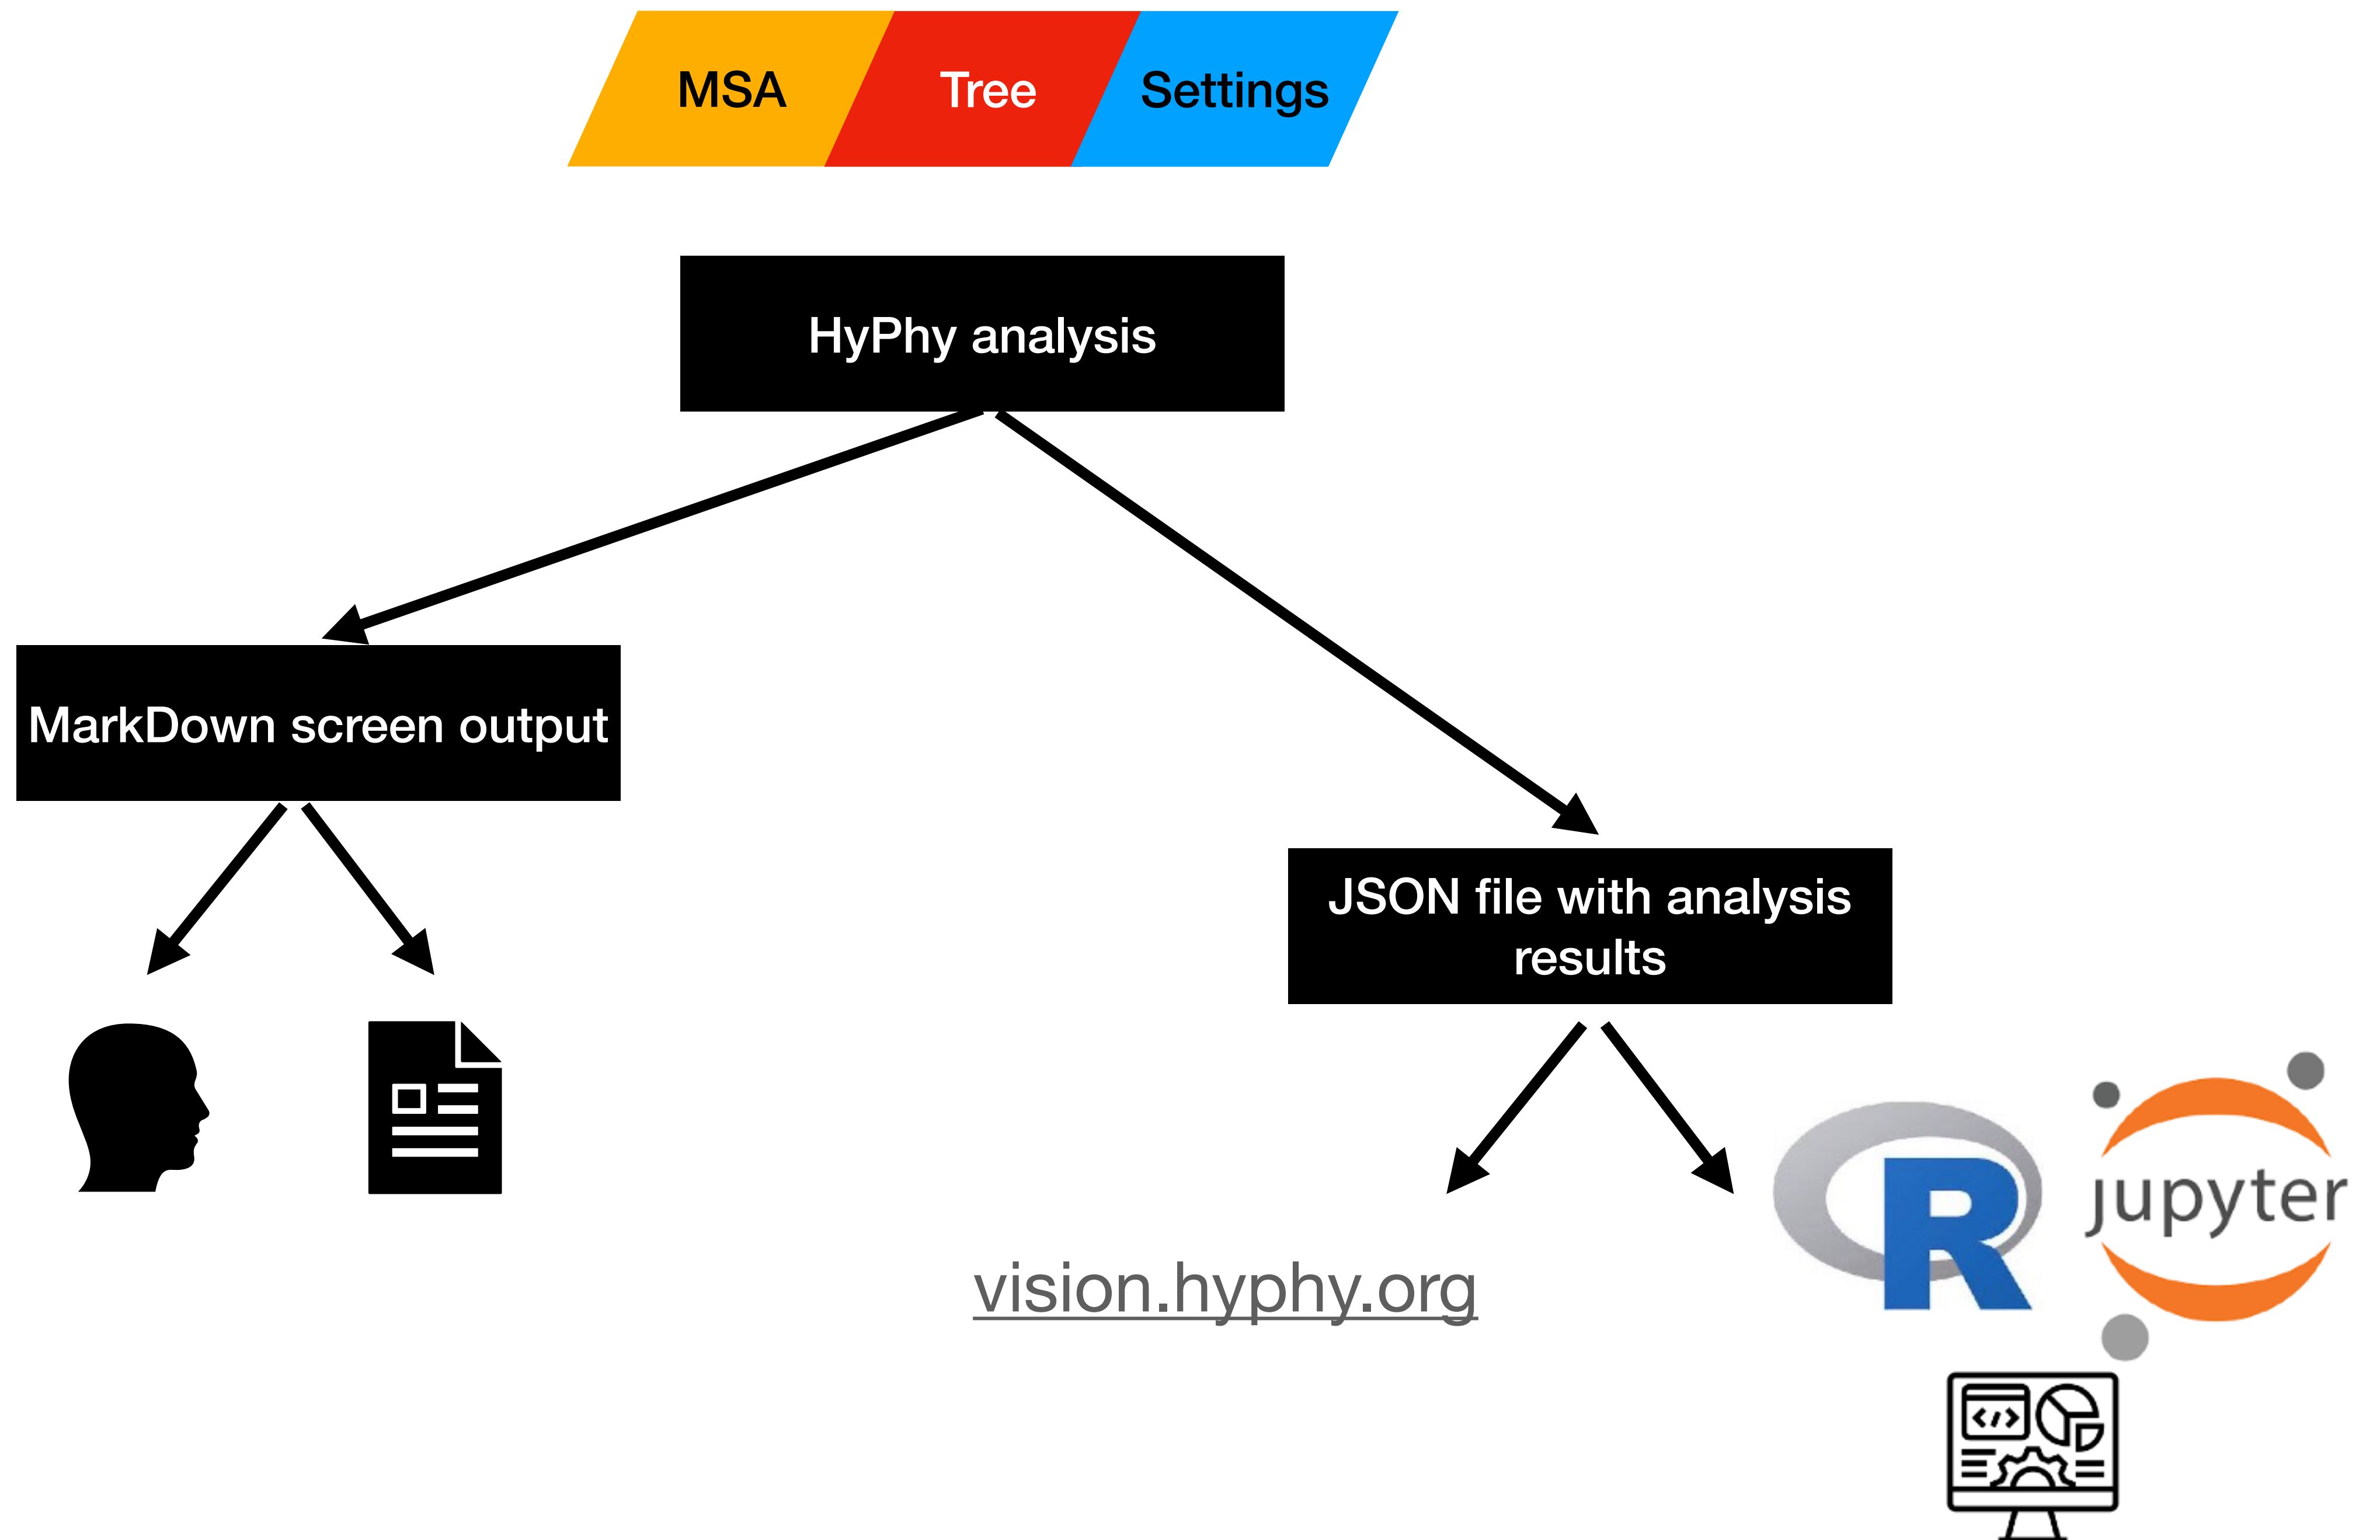 MSA
Tree
Settings
HyPhy analysis
MarkDown screen output
JSON file with analysis
results
R
jupyter
vision.hyphy.org
<//>